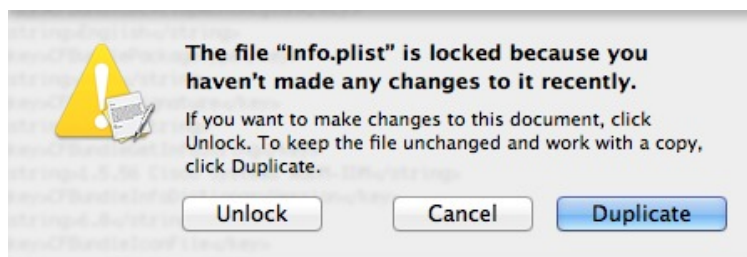 The file “Info.plist” is locked because you
haven't made any changes to it recently.
If you want to make changes to this document, click
Unlock. To keep the file unchanged and work with a copy,
click Duplicate.
Unlock
Cancel
Duplicate